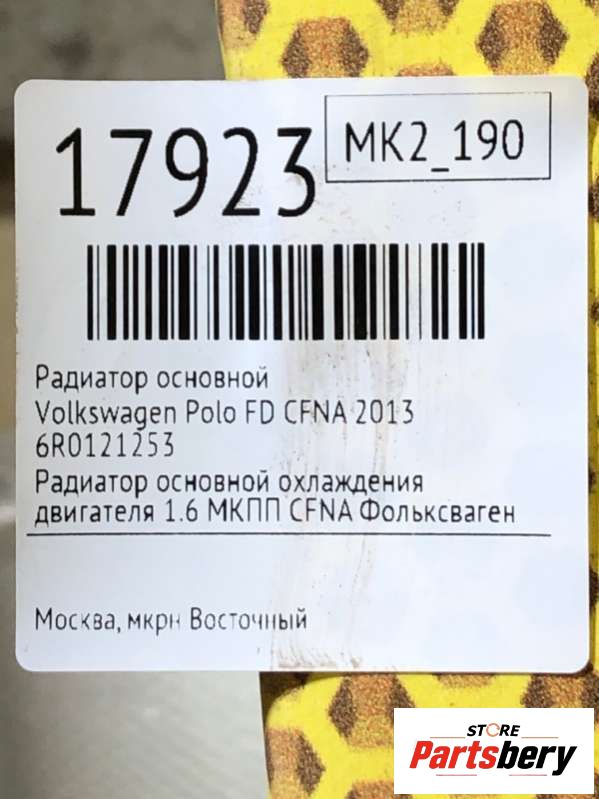 17923
MK2_190
Радиатор основной
Volkswagen Polo FD CFNA 2013
6R0121253
Радиатор основной охлаждения
двигателя 1.6 МКПП CFNA Фольксваген
Москва, мкрн Восточный
STORE
Partsbery